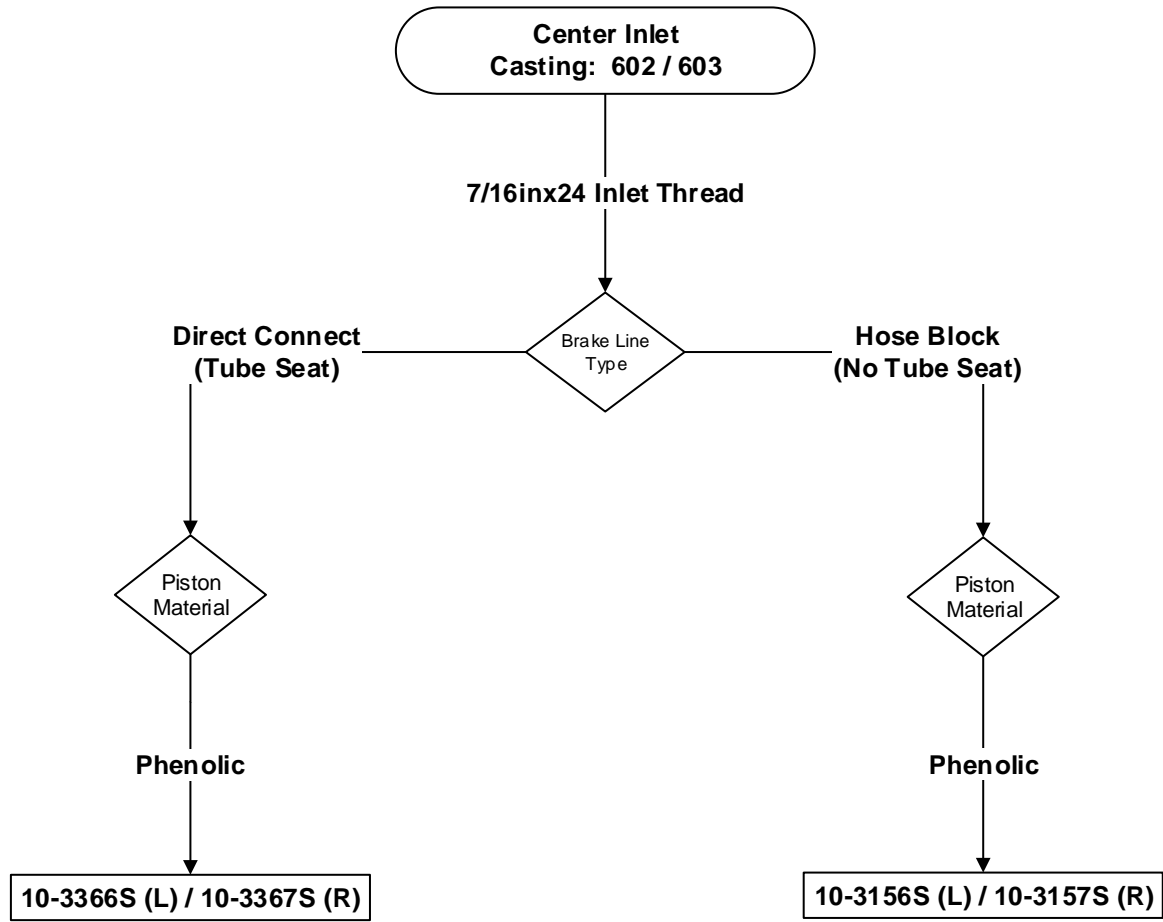 Center Inlet
Casting: 602 / 603
7/16inx24 Inlet Thread
Direct Connect
(Tube Seat)
Brake Line
Type
Hose Block
(No Tube Seat)
Piston
Material
Piston
Material
Phenolic
Phenolic
10-3366S (L) / 10-3367S (R)
10-3156S (L) / 10-3157S (R)